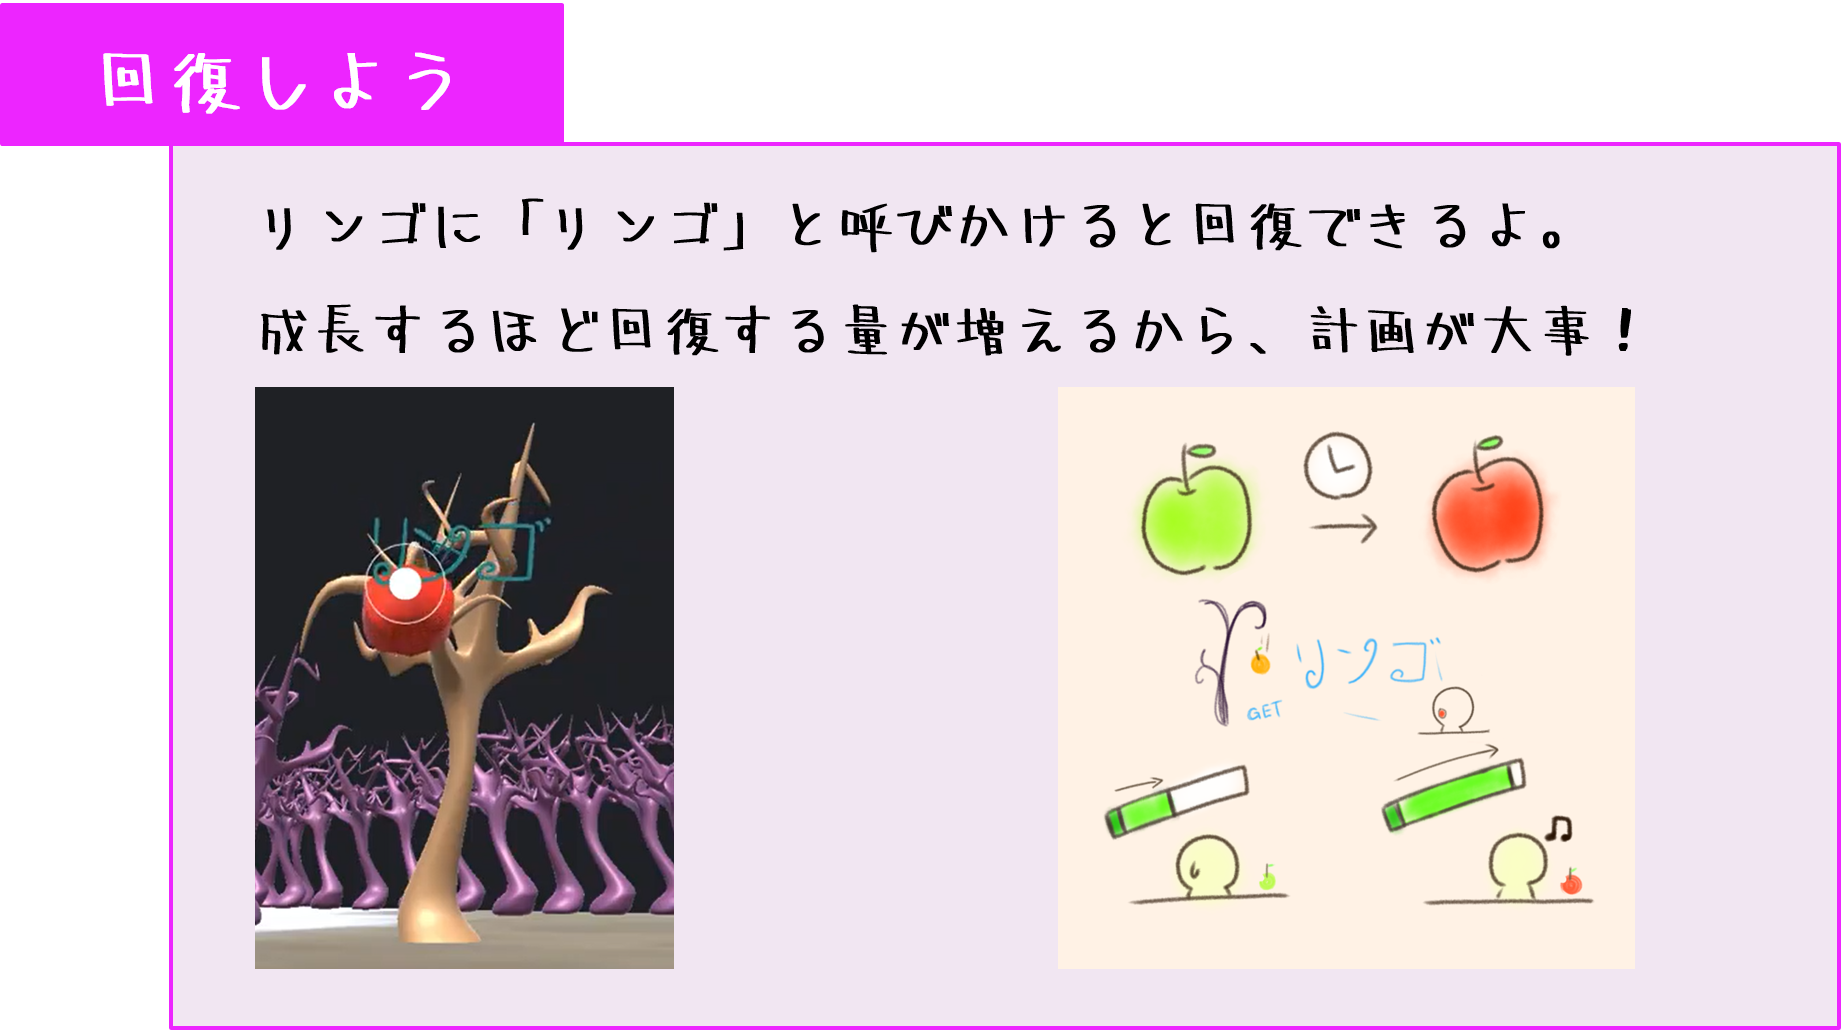 回復しよう
リンゴに「リンゴ」と呼びかけると回復できるよ。
成長するほど回復する量が増えるから、計画が大事！
リンゴ
リンゴ
GET